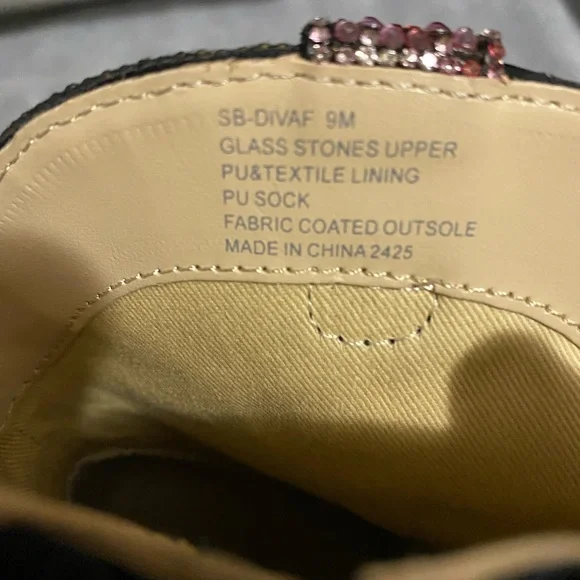 SB-DIVAF 9M
GLASS STONES UPPER
PU&TEXTILE LINING
PU SOCK
FABRIC COATED OUTSOLE
MADE IN CHINA 2425